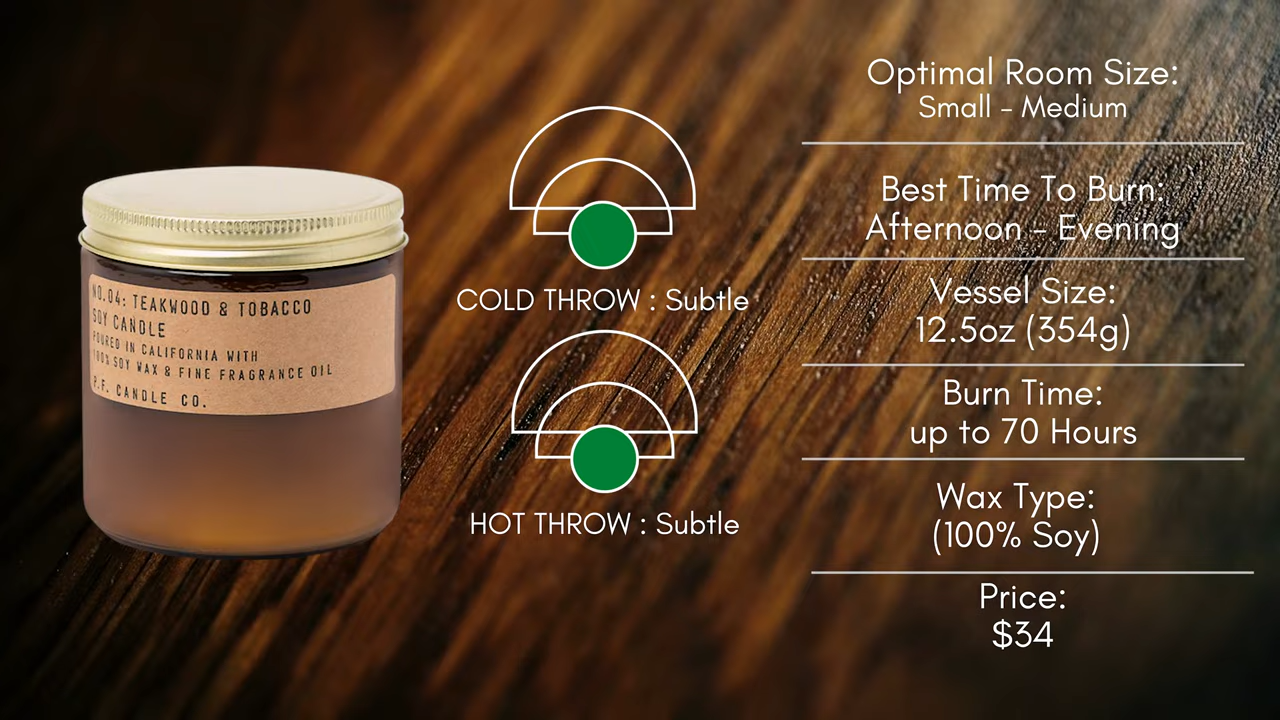 NO.04: TEAKWOOD & TOBACCO
SOY CANDLE
POURED IN CALIFORNIA WITH
100% SOY WAX & FINE FRAGRANCE OIL
P.F. CANDLE CO.
COLD THROW : Subtle
HOT THROW : Subtle
Optimal Room Size:
Small - Medium
Best Time To Burn:
Afternoon - Evening
Vessel Size:
12.5oz (354g)
Burn Time:
up to 70 Hours
Wax Type:
(100% Soy)
Price:
$34